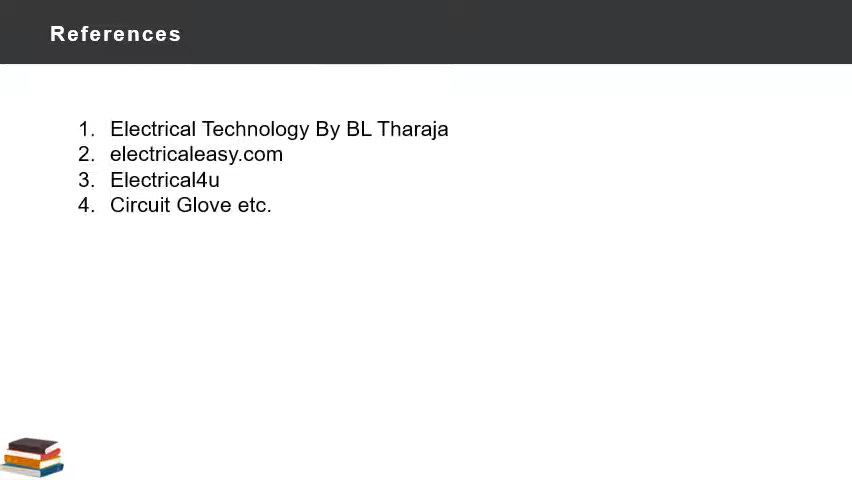 References
1. Electrical Technology By BL Tharaja
2. electricaleasy.com
3. Electrical4u
4. Circuit Glove etc.